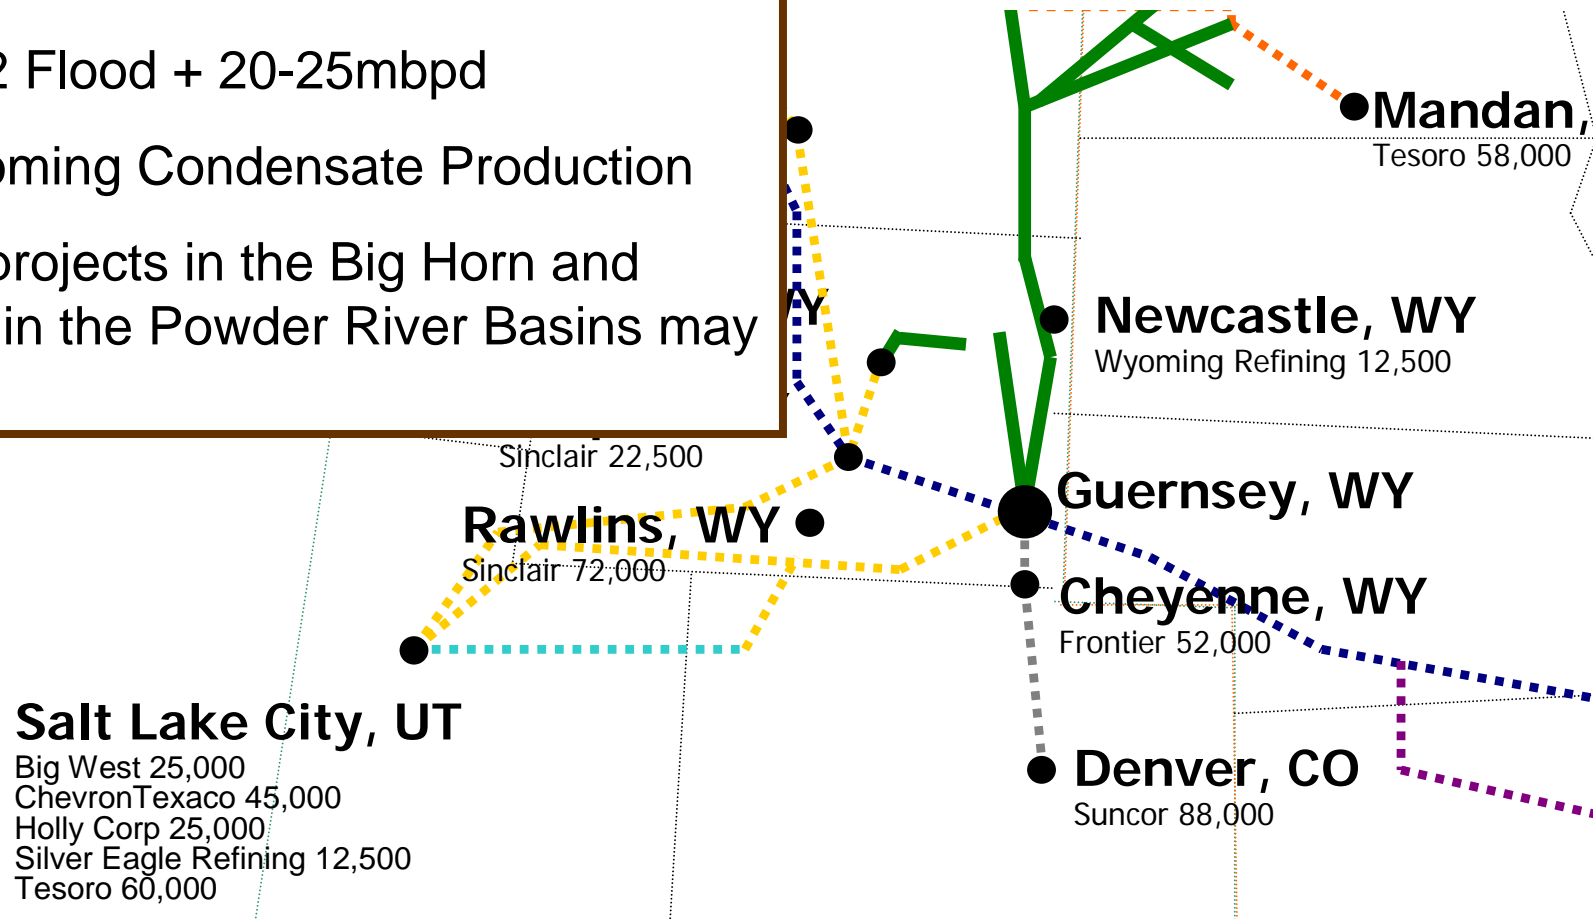 2 Flood + 20-25mbpd
oming Condensate Production
projects in the Big Horn and
in the Powder River Basins may
Mandan,
Tesoro 58,000
WY
Newcastle, WY
Wyoming Refining 12,500
Sinclair 22,500
Guernsey, WY
Rawlins, WY
Sinclair 72,000
Cheyenne, WY
Frontier 52,000
Salt Lake City, UT
Big West 25,000
ChevronTexaco 45,000
Holly Corp 25,000
Silver Eagle Refining 12,500
Tesoro 60,000
Denver, CO
Suncor 88,000